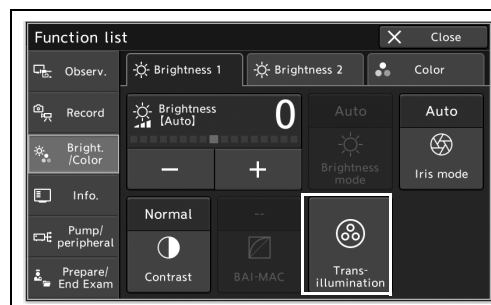 Function list
Close
Observ.
Record
Bright.
/Color
Info.
Pump/
peripheral
Prepare/
End Exam
Brightness 1
Brightness 2
Color
Brightness
[Auto]
0
−
+
Auto
Brightness
mode
Auto
Iris mode
Normal
Contrast
--
BAI-MAC
Trans-
illumination